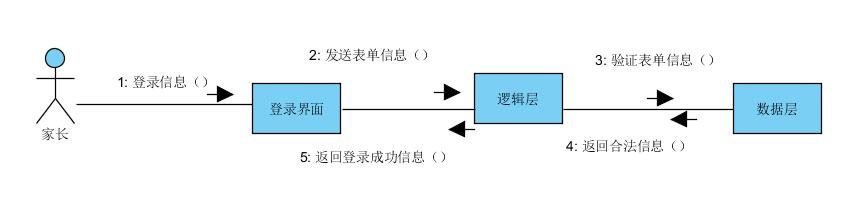 1: 登录信息（）
2: 发送表单信息（）
3: 验证表单信息（）
家长
登录界面
逻辑层
数据层
5: 返回登录成功信息（）
4: 返回合法信息（）